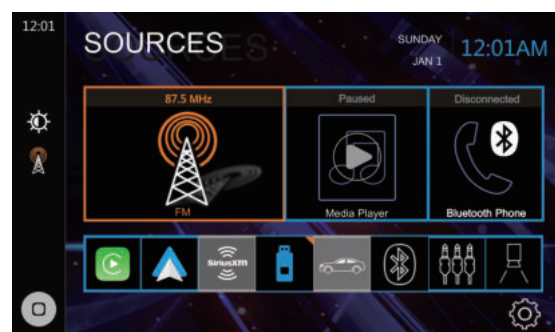 12:01
SOURCES
SUNDAY
JAN 1
12:01AM
87.5 MHz
Paused
Disconnected
FM
Media Player
Bluetooth Phone
SiriusXM